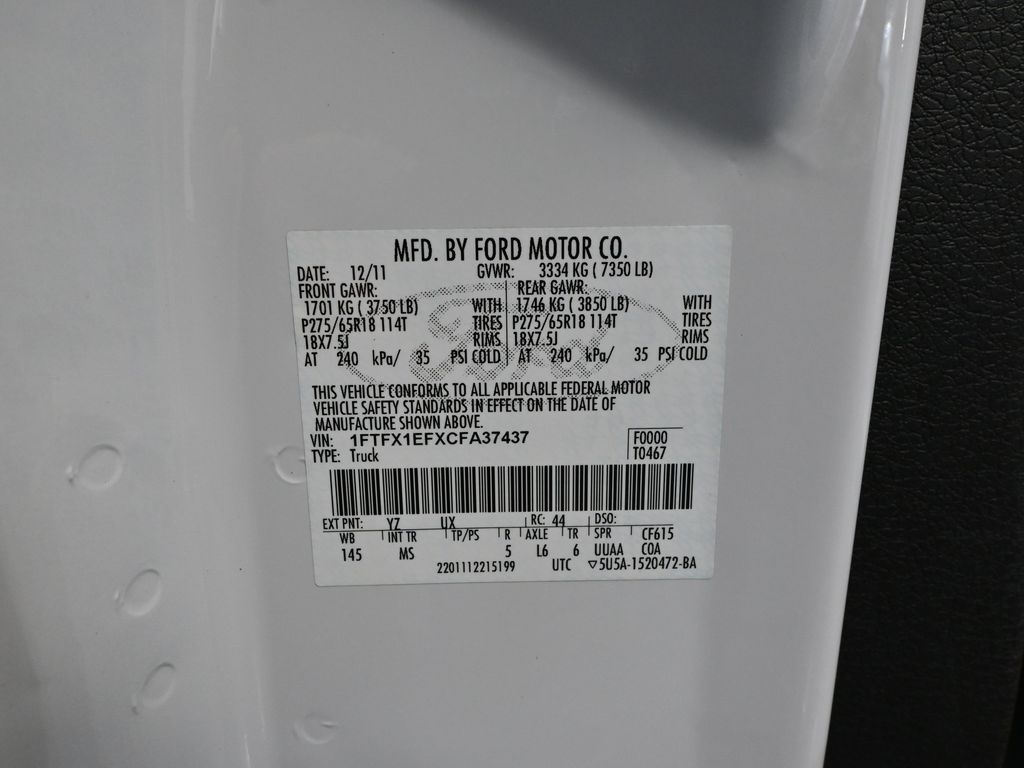 MFD. BY FORD MOTOR CO.
DATE: 12/11 GVWR: 3334 KG ( 7350 LB)
FRONT GAWR: REAR GAWR:
1701 KG ( 3750 LB) WITH 1746 KG ( 3850 LB) WITH
P275/65R18 114T TIRES P275/65R18 114T TIRES
18X7.5J RIMS 18X7.5J RIMS
AT 240 kPa/ 35 PSI COLD AT 240 kPa/ 35 PSI COLD
Ford
THIS VEHICLE CONFORMS TO ALL APPLICABLE FEDERAL MOTOR
VEHICLE SAFETY STANDARDS IN EFFECT ON THE DATE OF
MANUFACTURE SHOWN ABOVE.
VIN: 1FTFX1EFXCFA37437 F0000
TYPE: Truck T0467
EXT PNT: YZ UX RC: 44 DSO:
WB INT TR TP/PS R AXLE TR SPR CF615
145 MS 5 L6 6 UUAA COA
2201112215199 UTC ▽5U5A-1520472-BA